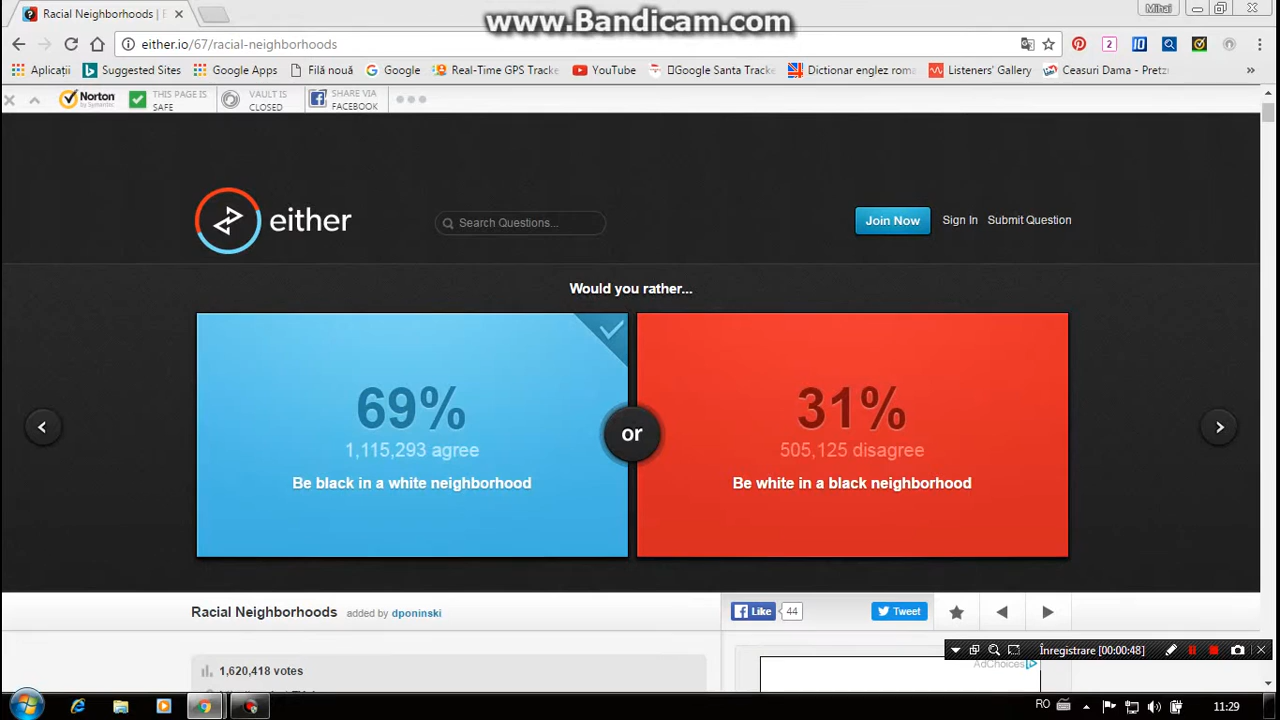 www.Bandicam.com
Racial Neighborhoods | E
Mihai
either.io/67/racial-neighborhoods
Aplicații
Suggested Sites
Google Apps
Filă nouă
Google
Real-Time GPS Tracke
YouTube
Google Santa Tracke
Dictionar englez roma
Listeners' Gallery
Ceasuri Dama - Pretz
»
Norton
by Symantec
THIS PAGE IS
SAFE
VAULT IS
CLOSED
SHARE VIA
FACEBOOK
either
Search Questions...
Join Now
Sign In
Submit Question
Would you rather...
69%
1,115,293 agree
Be black in a white neighborhood
or
31%
505,125 disagree
Be white in a black neighborhood
Racial Neighborhoods added by dponinski
Like
44
Tweet
Înregistrare [00:00:48]
1,620,418 votes
AdChoices
RO
11:29